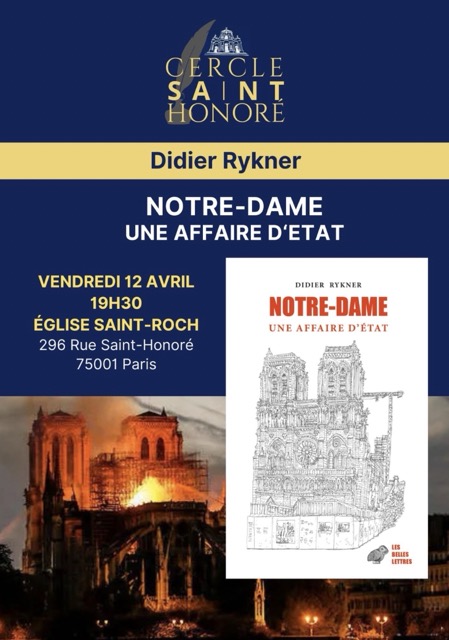 CERCLE
SAINT
HONORÉ
Didier Rykner
NOTRE-DAME
UNE AFFAIRE D'ETAT
VENDREDI 12 AVRIL
19H30
ÉGLISE SAINT-ROCH
296 Rue Saint-Honoré
75001 Paris
DIDIER RYKNER
NOTRE-DAME
UNE AFFAIRE D'ÉTAT
LES
BELLES
LETTRES